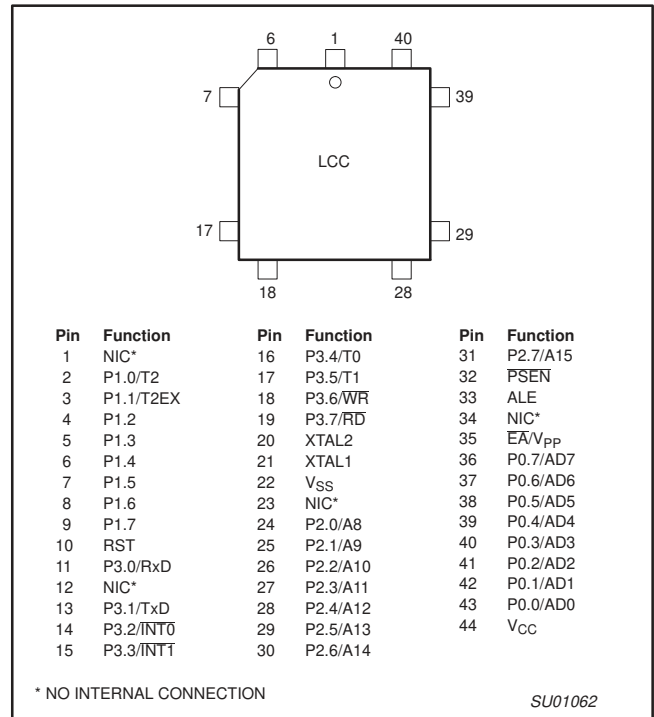 6 1 40
7 39
LCC
17 29
18 28
Pin Function Pin Function Pin Function
1 NIC* 16 P3.4/T0 31 P2.7/A15
2 P1.0/T2 17 P3.5/T1 32 PSEN
3 P1.1/T2EX 18 P3.6/WR 33 ALE
4 P1.2 19 P3.7/RD 34 NIC*
5 P1.3 20 XTAL2 35 EA/VPP
6 P1.4 21 XTAL1 36 P0.7/AD7
7 P1.5 22 VSS 37 P0.6/AD6
8 P1.6 23 NIC* 38 P0.5/AD5
9 P1.7 24 P2.0/A8 39 P0.4/AD4
10 RST 25 P2.1/A9 40 P0.3/AD3
11 P3.0/RxD 26 P2.2/A10 41 P0.2/AD2
12 NIC* 27 P2.3/A11 42 P0.1/AD1
13 P3.1/TxD 28 P2.4/A12 43 P0.0/AD0
14 P3.2/INT0 29 P2.5/A13 44 VCC
15 P3.3/INT1 30 P2.6/A14
* NO INTERNAL CONNECTION
SU01062